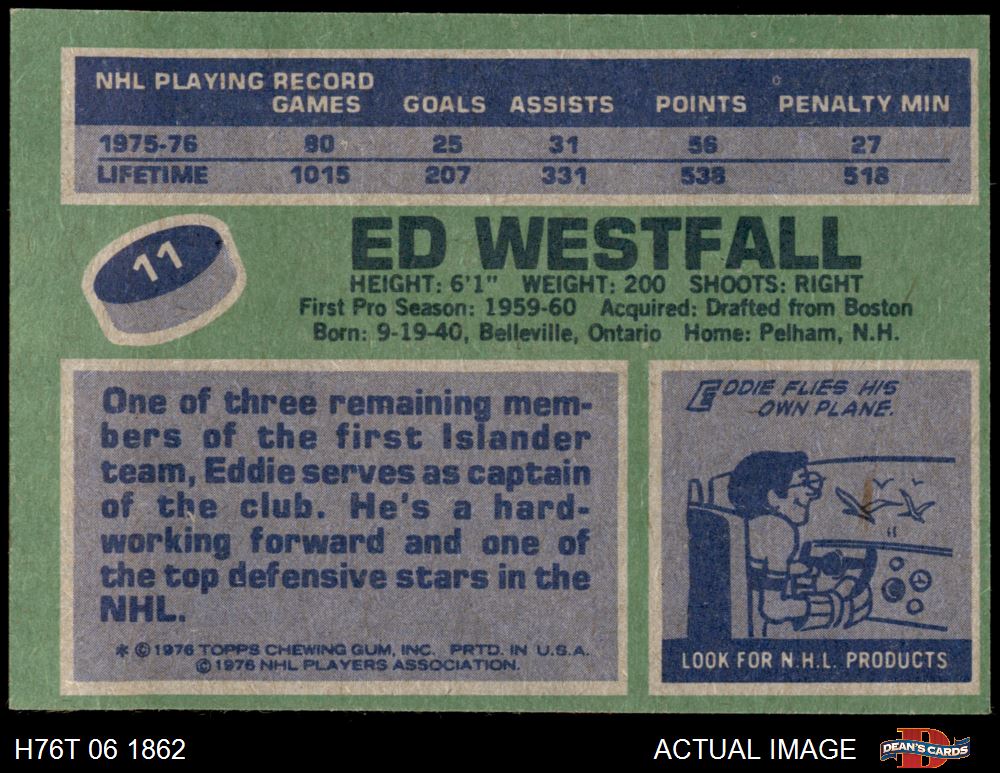 NHL PLAYING RECORD
GAMES GOALS ASSISTS POINTS PENALTY MIN
1975-76 80 25 31 56 27
LIFETIME 1015 207 331 538 518
11
ED WESTFALL
HEIGHT: 6'1" WEIGHT: 200 SHOOTS: RIGHT
First Pro Season: 1959-60 Acquired: Drafted from Boston
Born: 9-19-40, Belleville, Ontario Home: Pelham, N.H.
One of three remaining mem-
bers of the first Islander
team, Eddie serves as captain
of the club. He's a hard-
working forward and one of
the top defensive stars in the
NHL.
* © 1976 TOPPS CHEWING GUM, INC. PRTD. IN U.S.A.
© 1976 NHL PLAYERS ASSOCIATION.
EDDIE FLIES HIS
OWN PLANE.
LOOK FOR N.H.L. PRODUCTS
H76T 06 1862 ACTUAL IMAGE DEAN'S CARDS